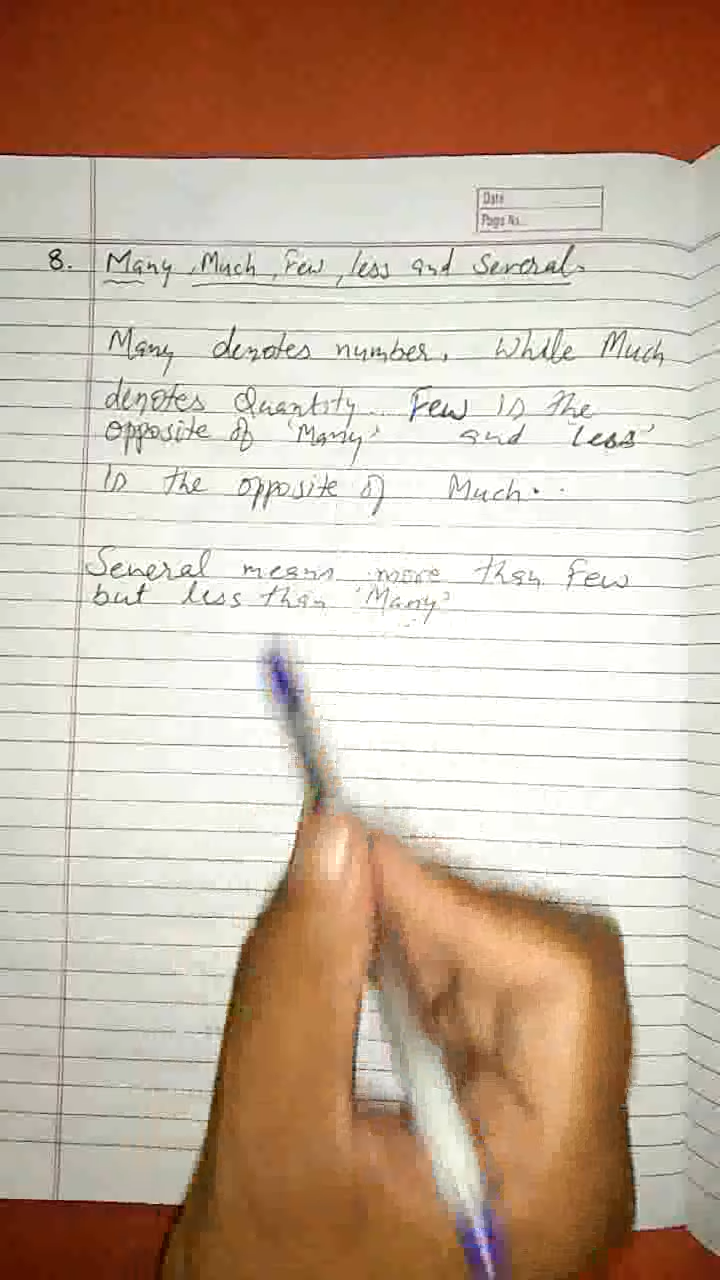 Date
Page No.
8. Many, Much, Few, less and Several.
Many denotes number. While Much
denotes Quantity. Few is the
opposite of 'Many' and 'less'
is the opposite of Much.
Several means more than Few
but less than 'Many'